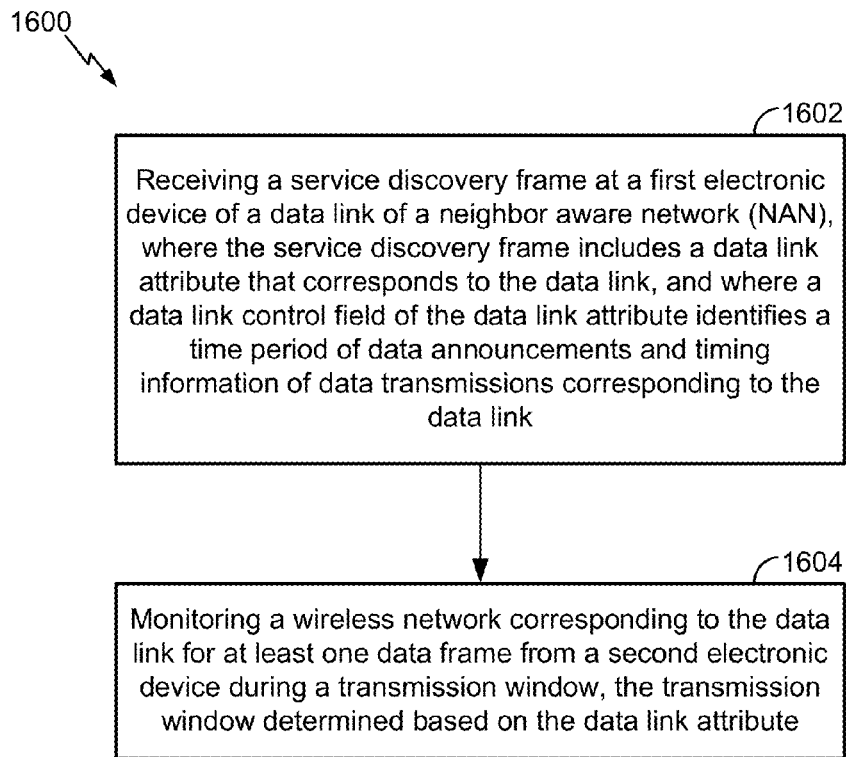 1600
1602
Receiving a service discovery frame at a first electronic
device of a data link of a neighbor aware network (NAN),
where the service discovery frame includes a data link
attribute that corresponds to the data link, and where a
data link control field of the data link attribute identifies a
time period of data announcements and timing
information of data transmissions corresponding to the
data link
1604
Monitoring a wireless network corresponding to the data
link for at least one data frame from a second electronic
device during a transmission window, the transmission
window determined based on the data link attribute